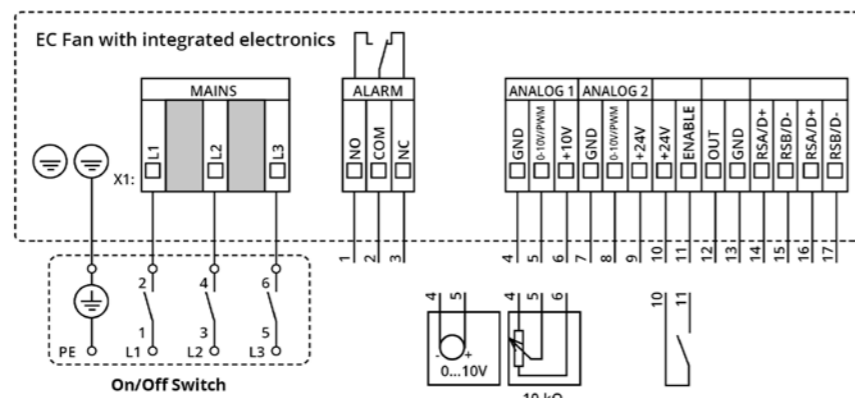 EC Fan with integrated electronics
MAINS
ALARM
ANALOG 1
ANALOG 2
X1:
L1
L2
L3
NO
COM
NC
GND
0-10V/PWM
+10V
GND
0-10V/PWM
+24V
+24V
ENABLE
OUT
GND
RSA/D+
RSB/D-
RSA/D+
RSB/D-
1 2 3
4 5 6 7 8 9 10 11 12 13 14 15 16 17
2 4 6
1 3 5
PE L1 L2 L3
On/Off Switch
4 5
- +
0...10V
4 5 6
10 kΩ
10 11